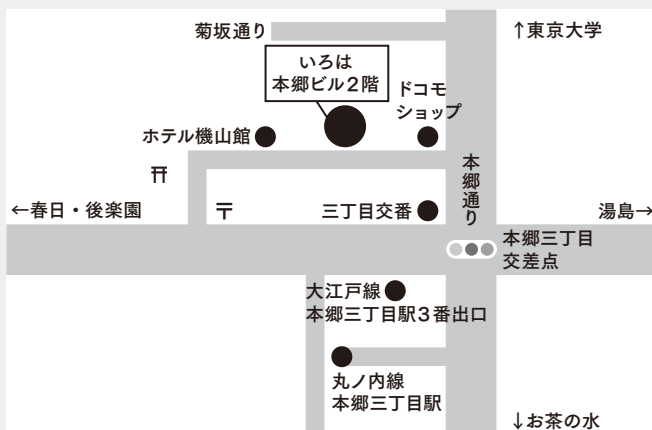 菊坂通り
↑東京大学
いろは
本郷ビル2階
ドコモ
ショップ
ホテル機山館
本郷通り
←春日・後楽園
〒
三丁目交番
湯島→
本郷三丁目
交差点
大江戸線
本郷三丁目駅3番出口
丸ノ内線
本郷三丁目駅
↓お茶の水